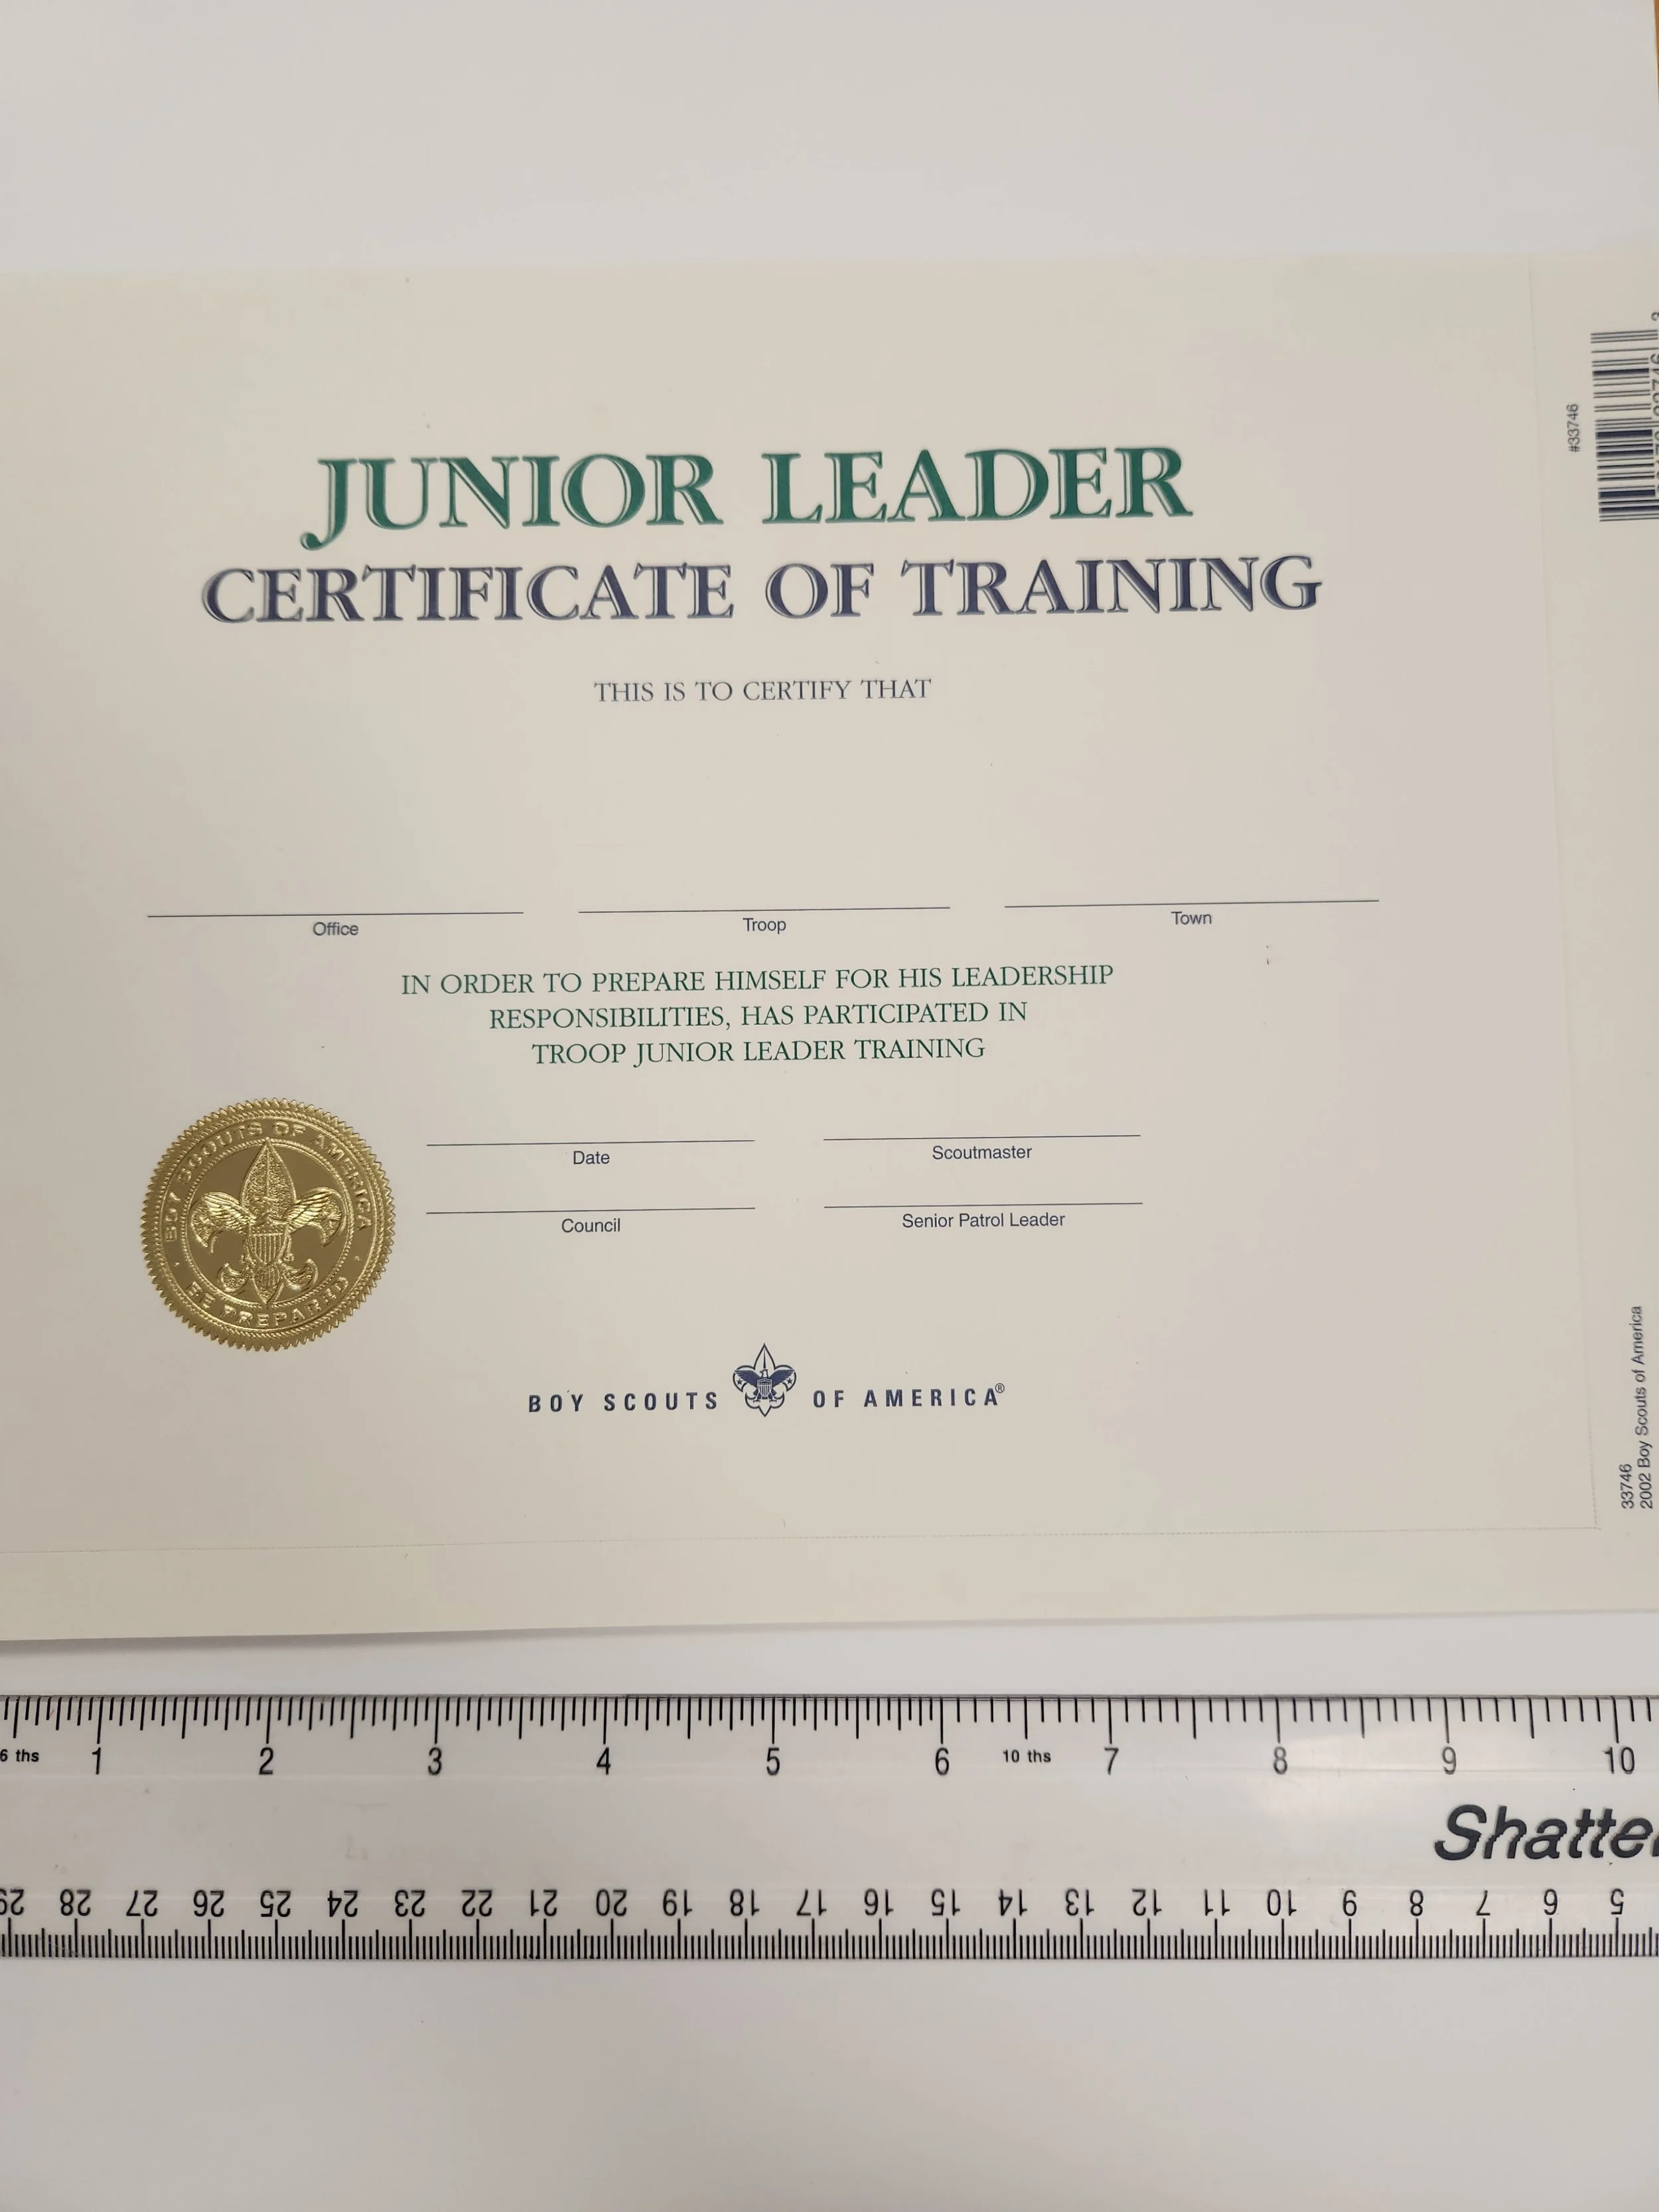 JUNIOR LEADER
CERTIFICATE OF TRAINING
THIS IS TO CERTIFY THAT
Office Troop Town
IN ORDER TO PREPARE HIMSELF FOR HIS LEADERSHIP
RESPONSIBILITIES, HAS PARTICIPATED IN
TROOP JUNIOR LEADER TRAINING
Date Scoutmaster
Council Senior Patrol Leader
BOY SCOUTS OF AMERICA
BE PREPARED
BOY SCOUTS OF AMERICA®
#33746
33746
2002 Boy Scouts of America
6 ths 1 2 3 4 5 6 10 ths 7 8 9 10
Shatte
29 28 27 26 25 24 23 22 21 20 19 18 17 16 15 14 13 12 11 10 9 8 7 6 5